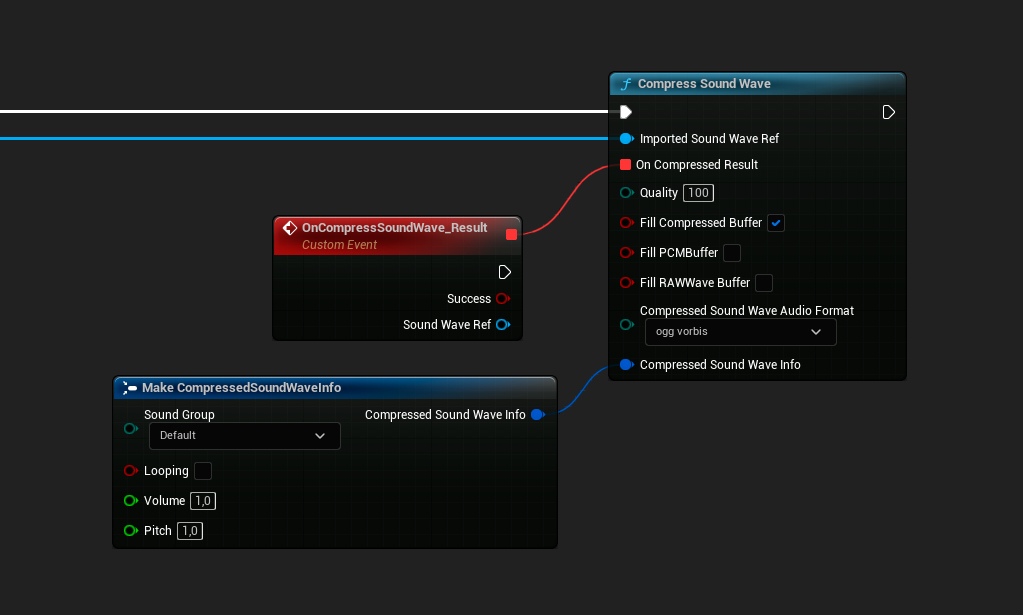 Compress Sound Wave
Imported Sound Wave Ref
On Compressed Result
Quality 100
Fill Compressed Buffer
Fill PCMBuffer
Fill RAWWave Buffer
Compressed Sound Wave Audio Format
ogg vorbis
Compressed Sound Wave Info
OnCompressSoundWave_Result
Custom Event
Success
Sound Wave Ref
Make CompressedSoundWaveInfo
Sound Group
Default
Compressed Sound Wave Info
Looping
Volume 1,0
Pitch 1,0